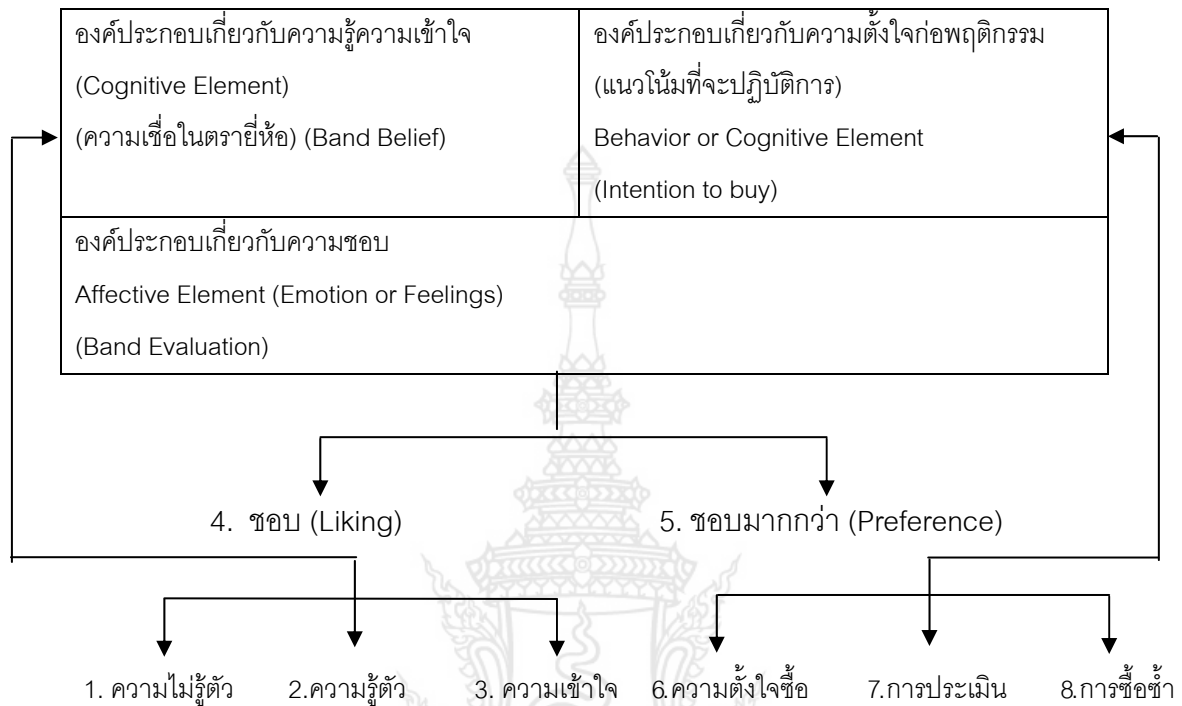 องค์ประกอบเกี่ยวกับความรู้ความเข้าใจ
(Cognitive Element)
(ความเชื่อในตรายี่ห้อ) (Band Belief)
องค์ประกอบเกี่ยวกับความตั้งใจก่อพฤติกรรม
(แนวโน้มที่จะปฏิบัติการ)
Behavior or Cognitive Element
(Intention to buy)
องค์ประกอบเกี่ยวกับความชอบ
Affective Element (Emotion or Feelings)
(Band Evaluation)
4. ชอบ (Liking)
5. ชอบมากกว่า (Preference)
1. ความไม่รู้ตัว
2.ความรู้ตัว
3. ความเข้าใจ
6.ความตั้งใจซื้อ
7.การประเมิน
8.การซื้อซ้ำ